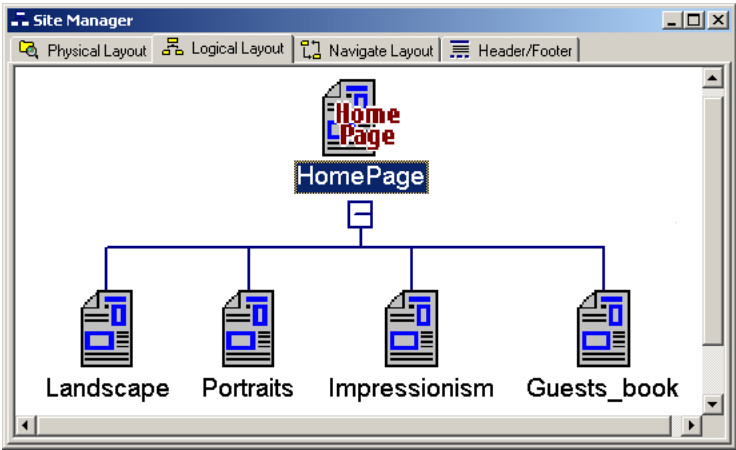 Site Manager
Physical Layout Logical Layout Navigate Layout Header/Footer
Home
Page
HomePage
Landscape Portraits Impressionism Guests_book